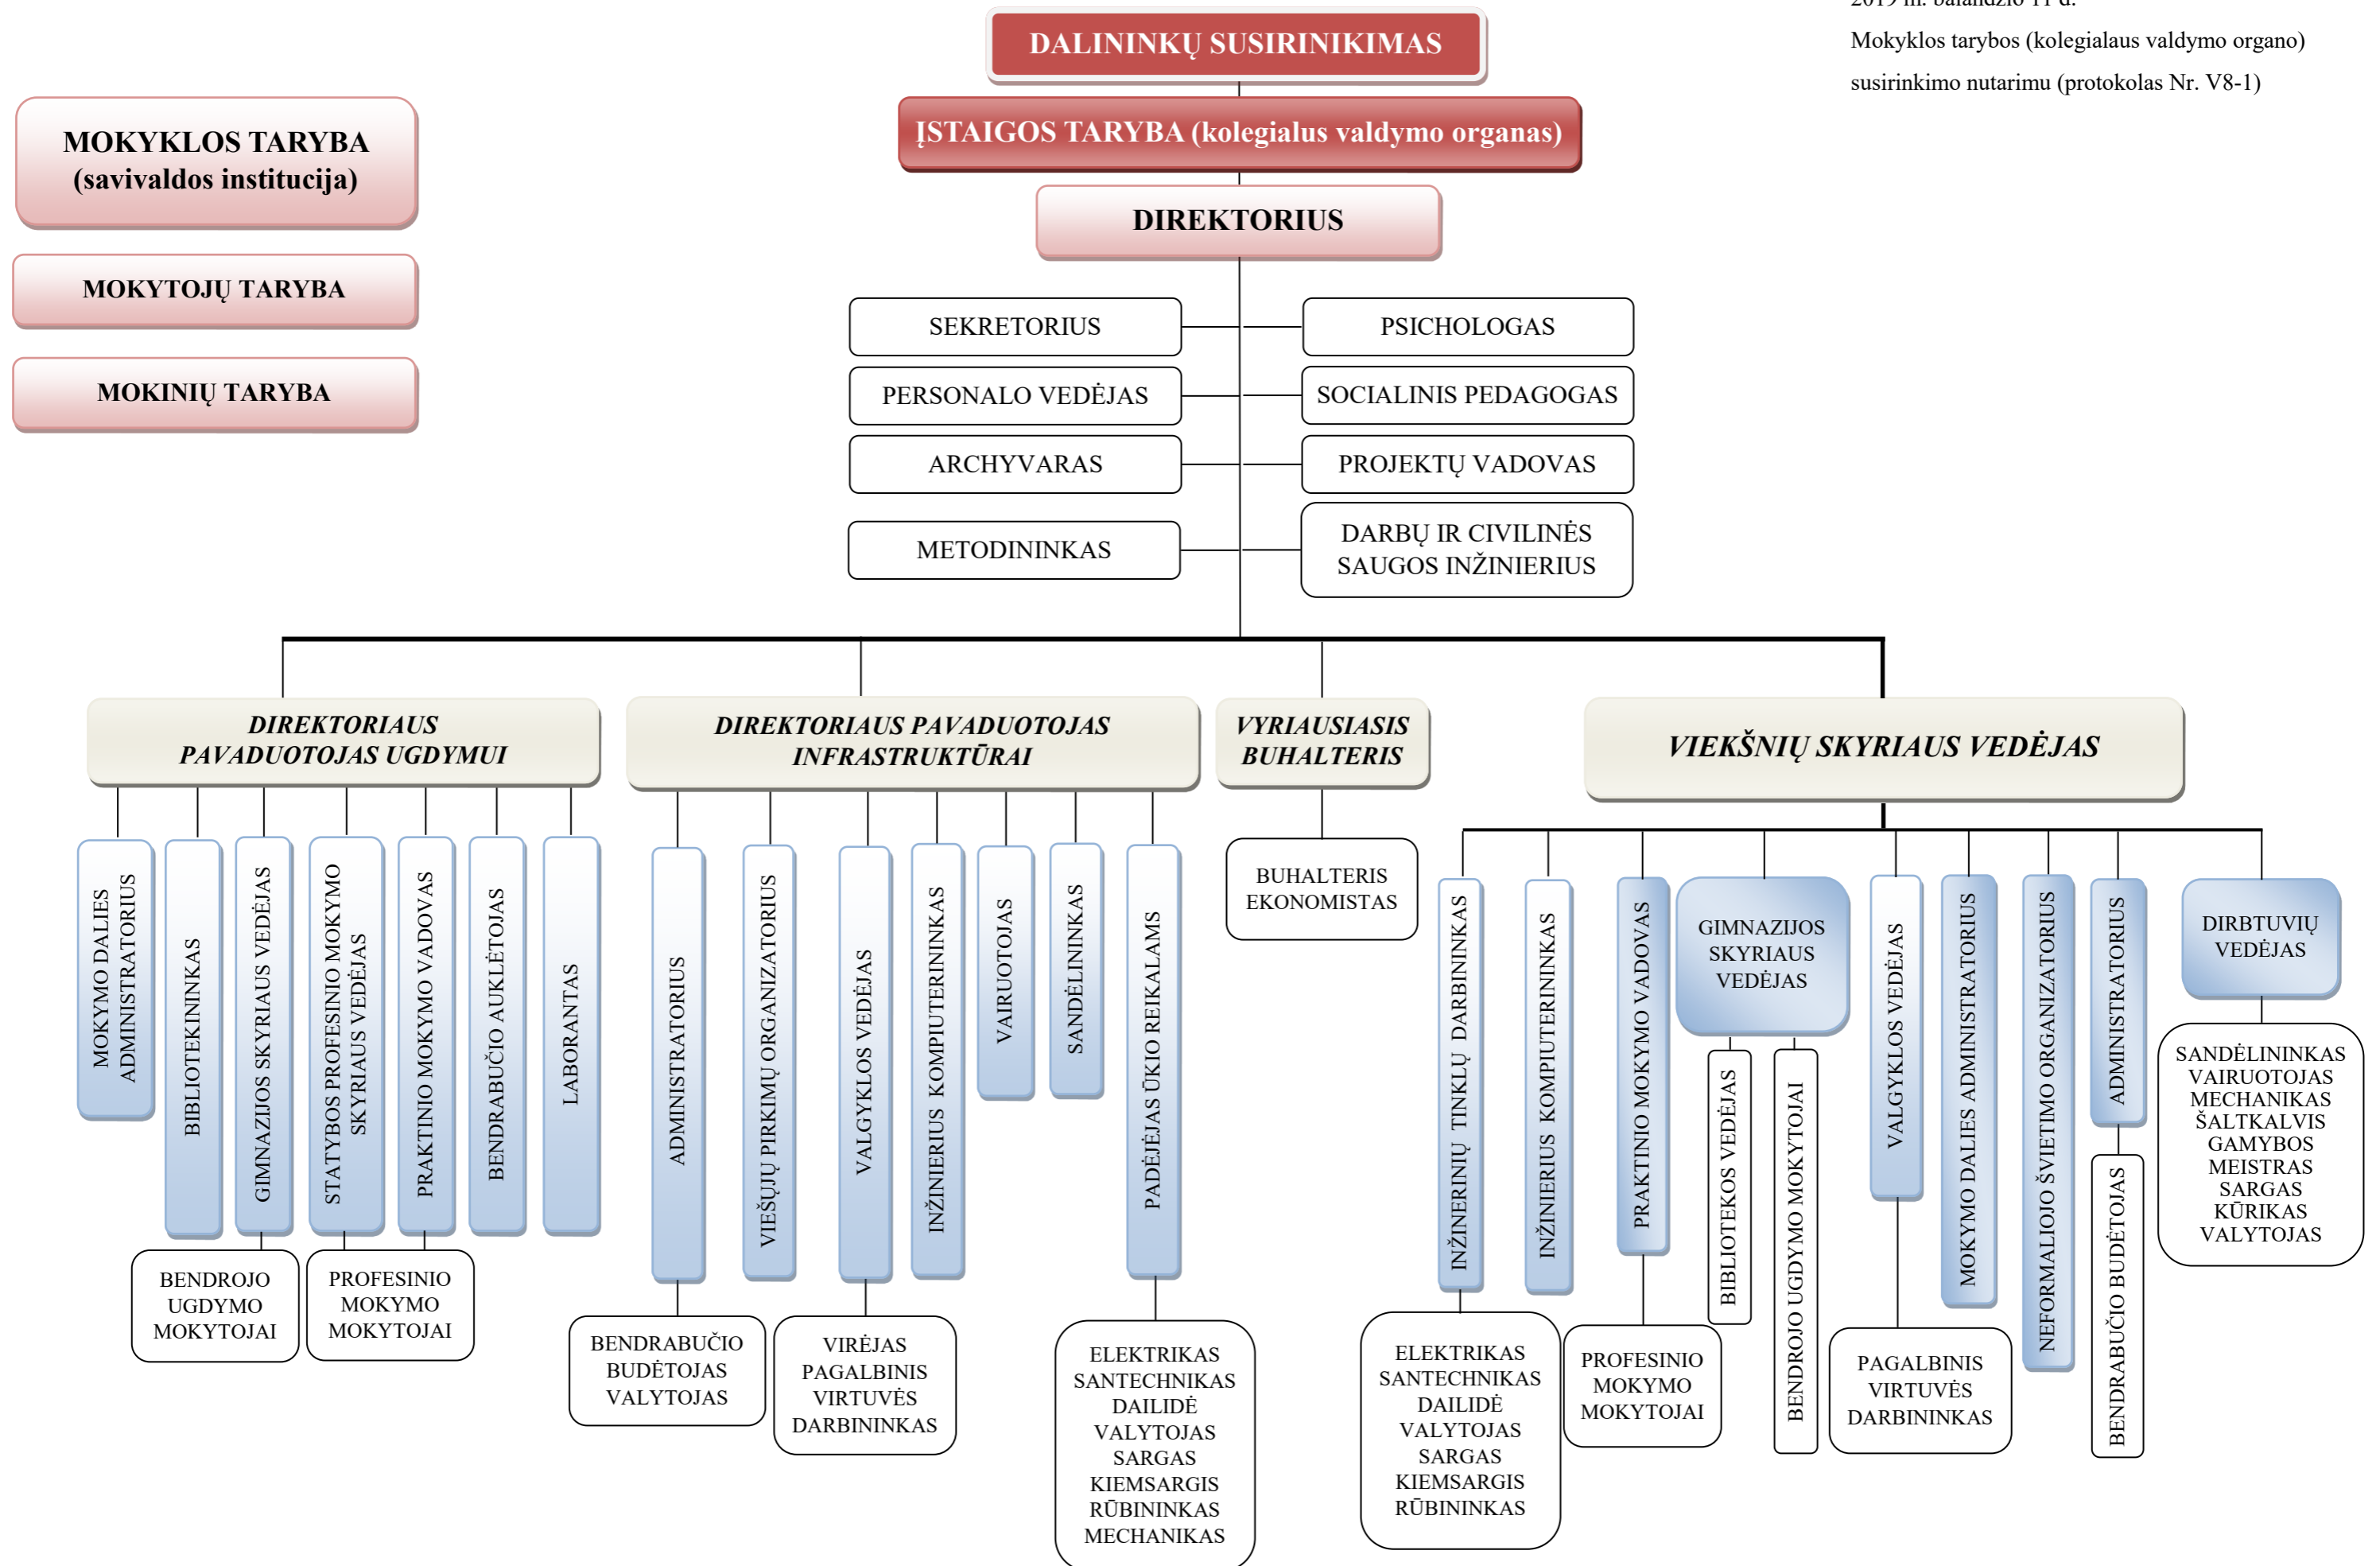 2019 m. balandžio 11 d.
Mokyklos tarybos (kolegialaus valdymo organo)
susirinkimo nutarimu (protokolas Nr. V8-1)
DALININKŲ SUSIRINIKIMAS
ĮSTAIGOS TARYBA (kolegialus valdymo organas)
DIREKTORIUS
MOKYKLOS TARYBA
(savivaldos institucija)
MOKYTOJŲ TARYBA
MOKINIŲ TARYBA
SEKRETORIUS
PSICHOLOGAS
PERSONALO VEDĖJAS
SOCIALINIS PEDAGOGAS
ARCHYVARAS
PROJEKTŲ VADOVAS
METODININKAS
DARBŲ IR CIVILINĖS
SAUGOS INŽINIERIUS
DIREKTORIAUS
PAVADUOTOJAS UGDYMUI
DIREKTORIAUS PAVADUOTOJAS
INFRASTRUKTŪRAI
VYRIAUSIASIS
BUHALTERIS
VIEKŠNIŲ SKYRIAUS VEDĖJAS
MOKYMO DALIES
ADMINISTRATORIUS
BIBLIOTEKININKAS
GIMNAZIJOS SKYRIAUS VEDĖJAS
STATYBOS PROFESINIO MOKYMO
SKYRIAUS VEDĖJAS
PRAKTINIO MOKYMO VADOVAS
BENDRABUČIO AUKLĖTOJAS
LABORANTAS
BENDROJO
UGDYMO
MOKYTOJAI
PROFESINIO
MOKYMO
MOKYTOJAI
ADMINISTRATORIUS
VIEŠŲJŲ PIRKIMŲ ORGANIZATORIUS
VALGYKLOS VEDĖJAS
INŽINIERIUS KOMPIUTERININKAS
VAIRUOTOJAS
SANDĖLININKAS
PADĖJĖJAS ŪKIO REIKALAMS
BENDRABUČIO
BUDĖTOJAS
VALYTOJAS
VIRĖJAS
PAGALBINIS
VIRTUVĖS
DARBININKAS
ELEKTRIKAS
SANTECHNIKAS
DAILIDĖ
VALYTOJAS
SARGAS
KIEMSARGIS
RŪBININKAS
MECHANIKAS
BUHALTERIS
EKONOMISTAS
INŽINERINIŲ TINKLŲ DARBININKAS
INŽINIERIUS KOMPIUTERININKAS
PRAKTINIO MOKYMO VADOVAS
GIMNAZIJOS
SKYRIAUS
VEDĖJAS
VALGYKLOS VEDĖJAS
MOKYMO DALIES ADMINISTRATORIUS
NEFORMALIOJO ŠVIETIMO ORGANIZATORIUS
ADMINISTRATORIUS
DIRBTUVIŲ
VEDĖJAS
ELEKTRIKAS
SANTECHNIKAS
DAILIDĖ
VALYTOJAS
SARGAS
KIEMSARGIS
RŪBININKAS
PROFESINIO
MOKYMO
MOKYTOJAI
BIBLIOTEKOS VEDĖJAS
BENDROJO UGDYMO MOKYTOJAI
PAGALBINIS
VIRTUVĖS
DARBININKAS
BENDRABUČIO BUDĖTOJAS
SANDĖLININKAS
VAIRUOTOJAS
MECHANIKAS
ŠALTKALVIS
GAMYBOS
MEISTRAS
SARGAS
KŪRIKAS
VALYTOJAS